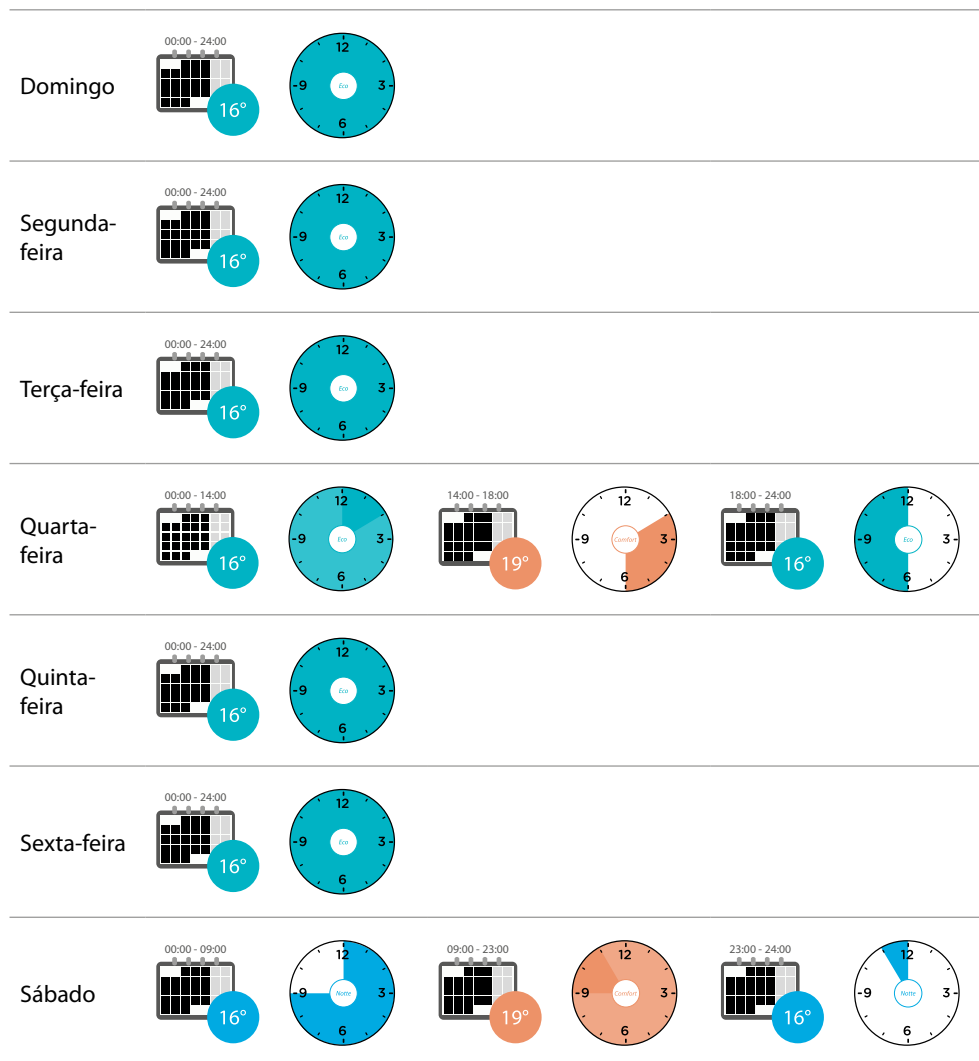 Domingo
00:00 - 24:00
16°
12
9
3
6
Eco
Segunda-
feira
00:00 - 24:00
16°
12
9
3
6
Eco
Terça-feira
00:00 - 24:00
16°
12
9
3
6
Eco
Quarta-
feira
00:00 - 14:00
16°
12
9
3
6
Eco
14:00 - 18:00
19°
12
9
3
6
Comfort
18:00 - 24:00
16°
12
9
3
6
Eco
Quinta-
feira
00:00 - 24:00
16°
12
9
3
6
Eco
Sexta-feira
00:00 - 24:00
16°
12
9
3
6
Eco
Sábado
00:00 - 09:00
16°
12
9
3
6
Notte
09:00 - 23:00
19°
12
9
3
6
Comfort
23:00 - 24:00
16°
12
9
3
6
Notte